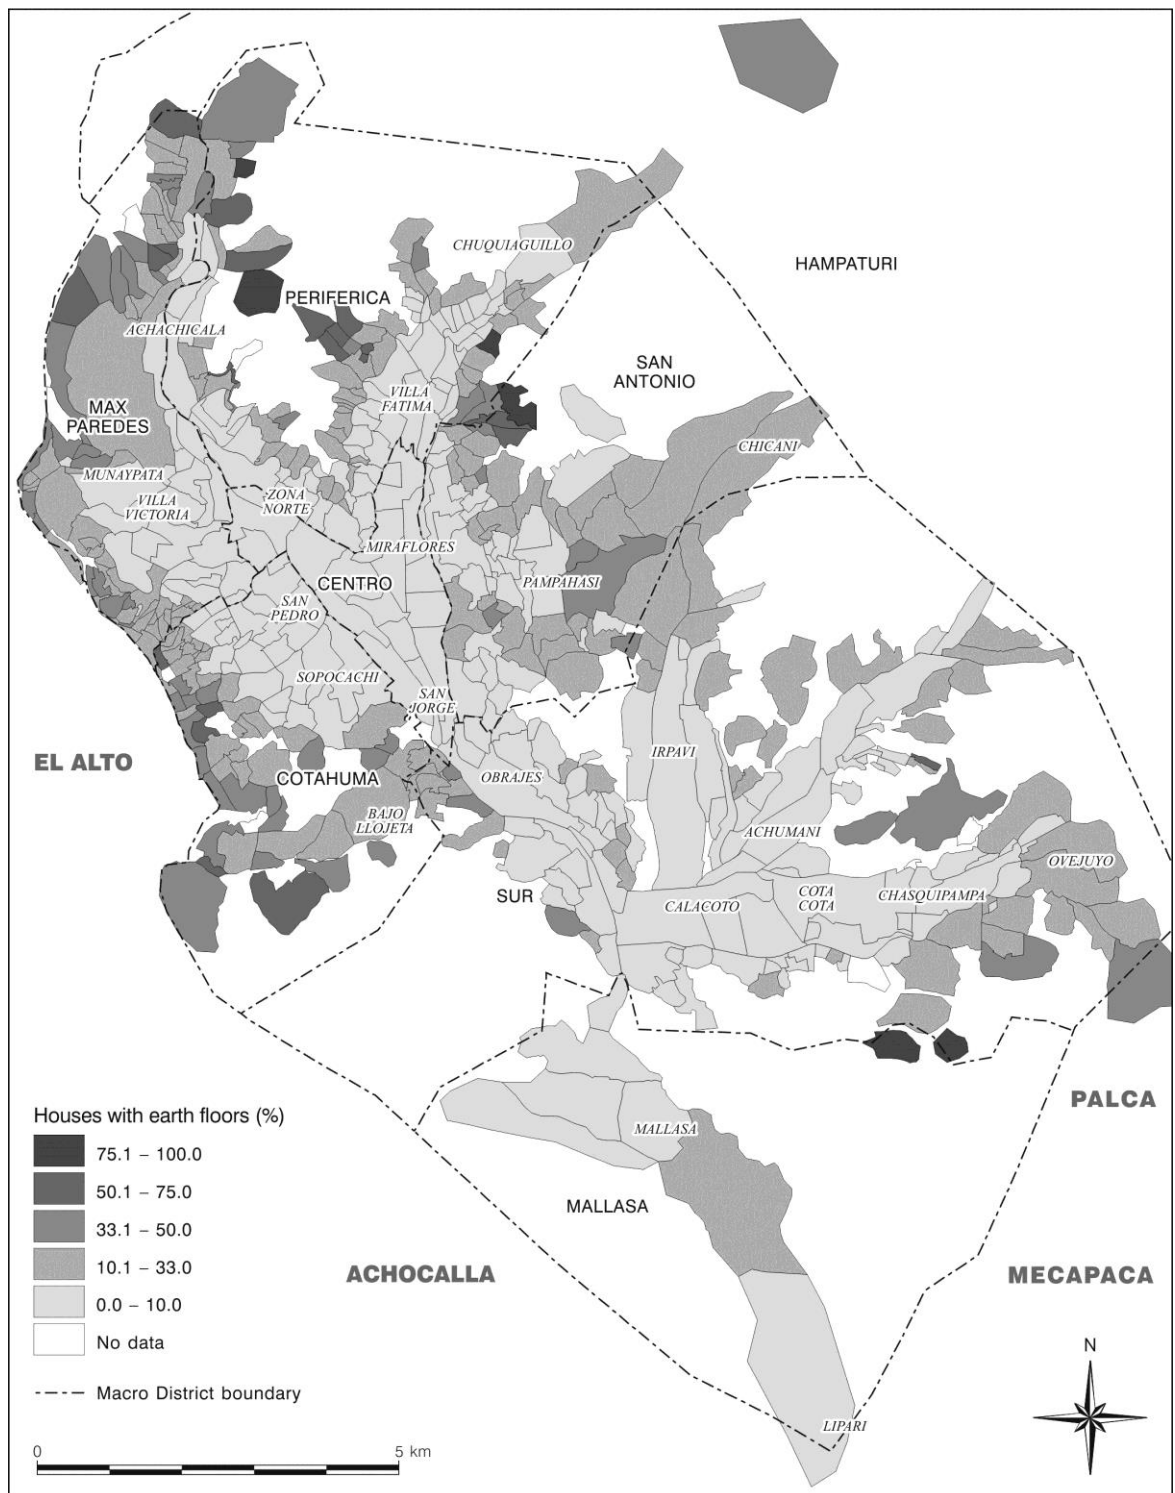 CHUQUIAGUILLO
HAMPATURI
PERIFERICA
ACHACHICALA
SAN
ANTONIO
VILLA
FATIMA
MAX
PAREDES
CHICANI
MUNAYPATA
VILLA
VICTORIA
ZONA
NORTE
MIRAFLORES
CENTRO
PAMPAHASI
SAN
PEDRO
SOPOCACHI
SAN
JORGE
EL ALTO
IRPAVI
COTAHUMA
OBRAJES
BAJO
LLOJETA
ACHUMANI
OVEJUYO
SUR
CALACOTO
COTA
COTA
CHASQUIPAMPA
Houses with earth floors (%)
75.1 – 100.0
50.1 – 75.0
33.1 – 50.0
10.1 – 33.0
0.0 – 10.0
No data
Macro District boundary
0 5 km
PALCA
MALLASA
MALLASA
ACHOCALLA
MECAPACA
N
LIPARI